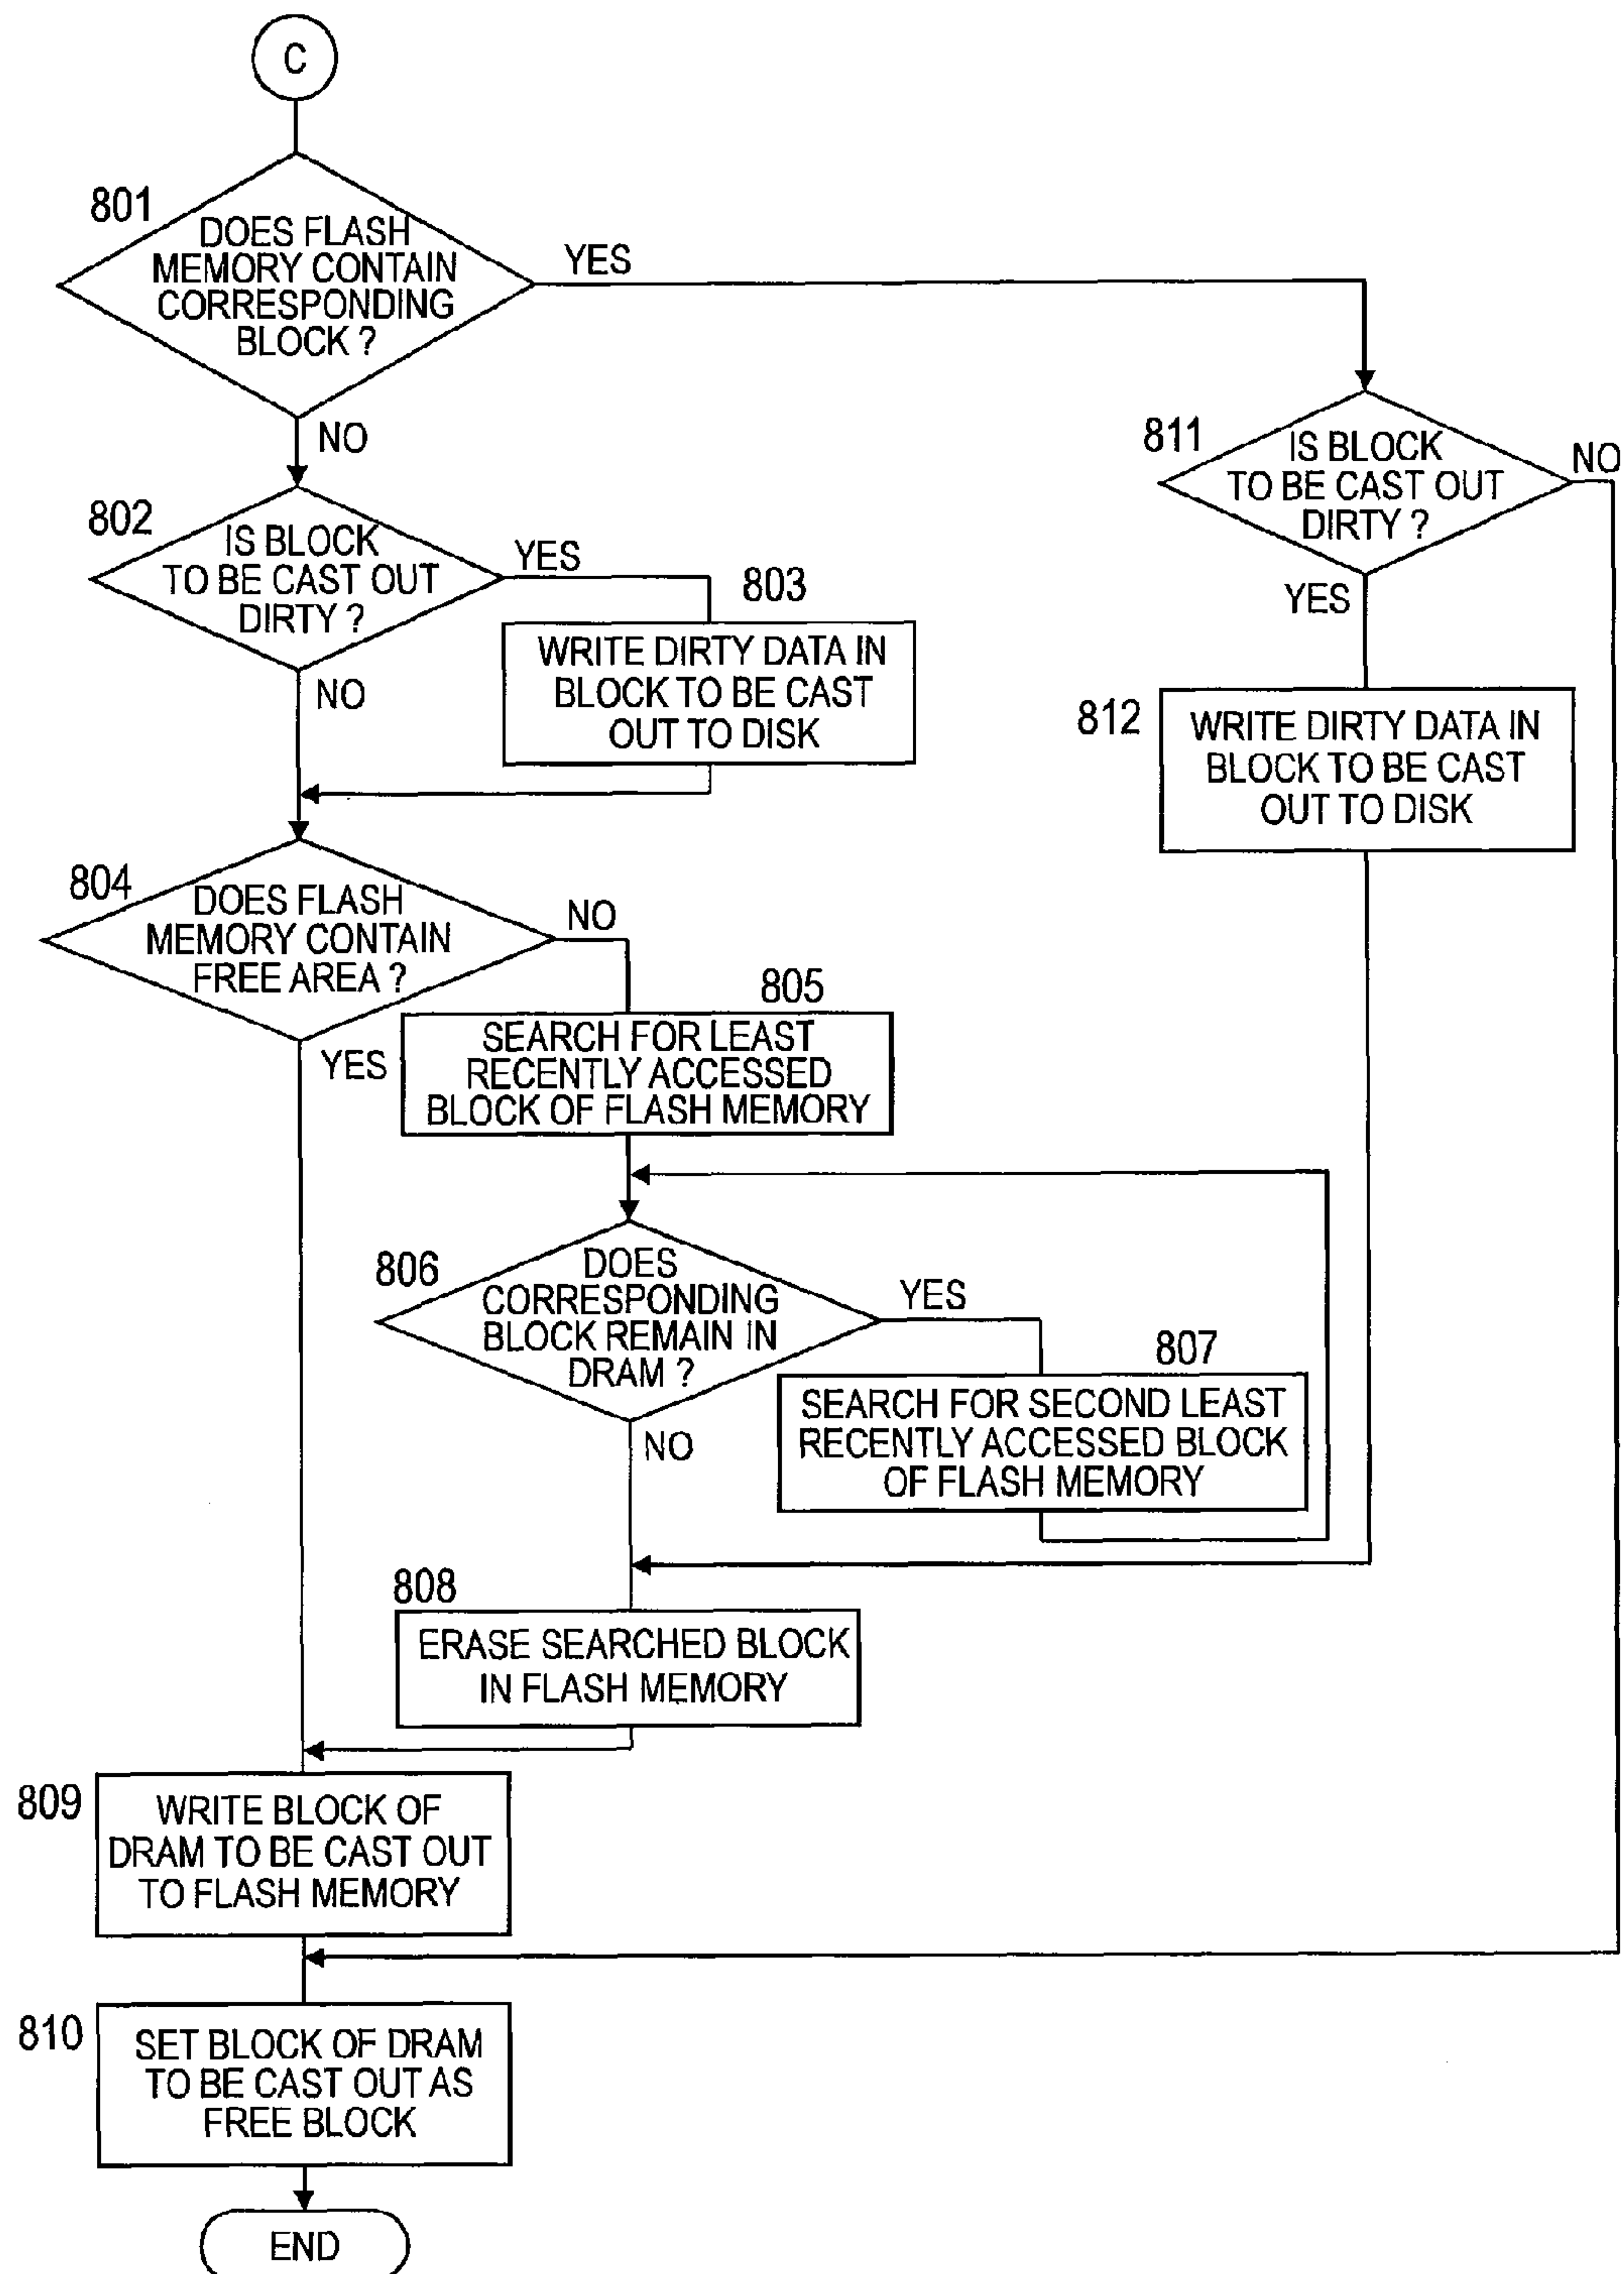 C
801
DOES FLASH
MEMORY CONTAIN
CORRESPONDING
BLOCK ?
YES
NO
811
IS BLOCK
TO BE CAST OUT
DIRTY ?
NO
YES
802
IS BLOCK
TO BE CAST OUT
DIRTY ?
YES
NO
803
WRITE DIRTY DATA IN
BLOCK TO BE CAST
OUT TO DISK
812
WRITE DIRTY DATA IN
BLOCK TO BE CAST
OUT TO DISK
804
DOES FLASH
MEMORY CONTAIN
FREE AREA ?
NO
YES
805
SEARCH FOR LEAST
RECENTLY ACCESSED
BLOCK OF FLASH MEMORY
806
DOES
CORRESPONDING
BLOCK REMAIN IN
DRAM ?
YES
NO
807
SEARCH FOR SECOND LEAST
RECENTLY ACCESSED BLOCK
OF FLASH MEMORY
808
ERASE SEARCHED BLOCK
IN FLASH MEMORY
809
WRITE BLOCK OF
DRAM TO BE CAST OUT
TO FLASH MEMORY
810
SET BLOCK OF DRAM
TO BE CAST OUT AS
FREE BLOCK
END